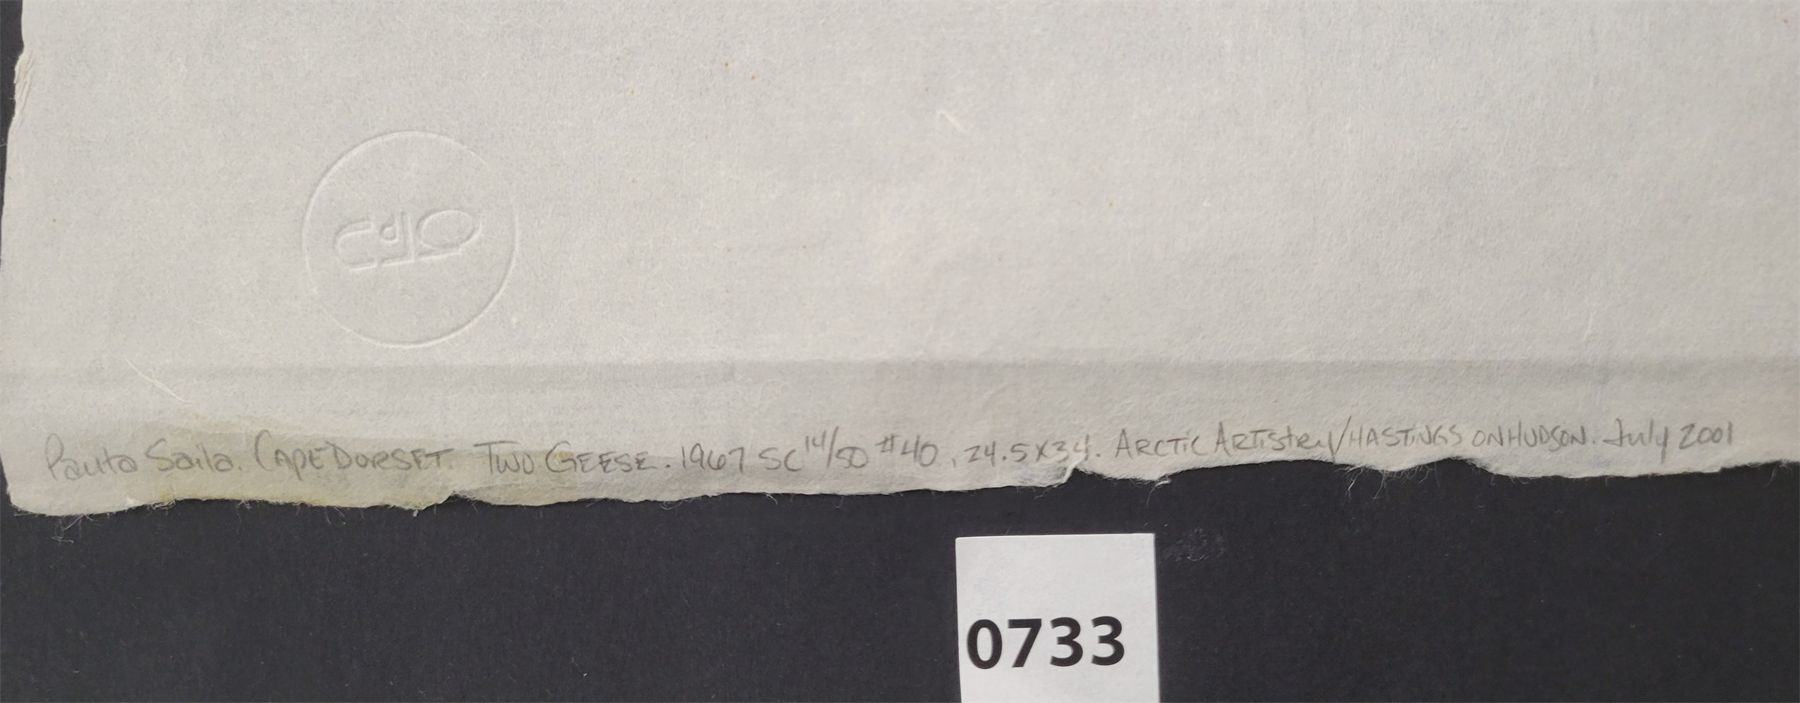 Pauta Saila. CAPE DORSET. TWO GEESE. 1967 SC 14/50 #40, 24.5x34. ARCTIC ARTistry/HASTINGS ON HUDSON. July 2001
0733